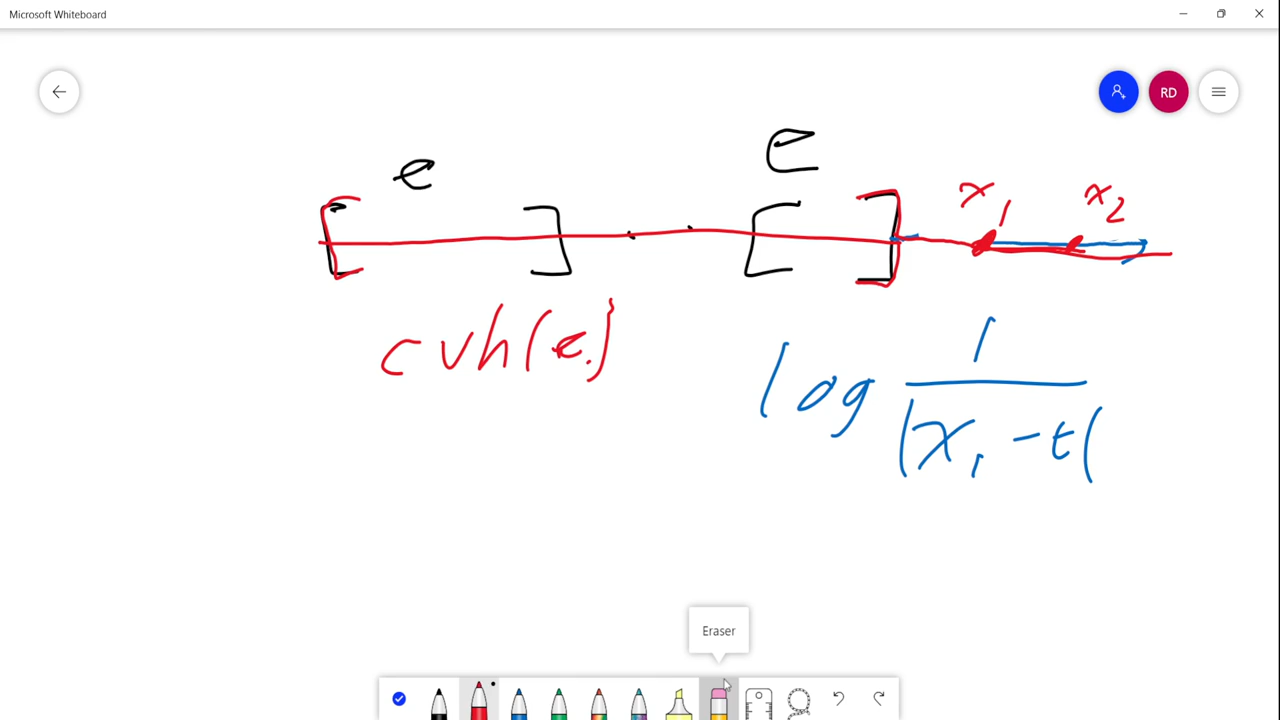 Microsoft Whiteboard
RD
e
e
x₁
x₂
cvh(e)
log 1/|x₁-t|
Eraser